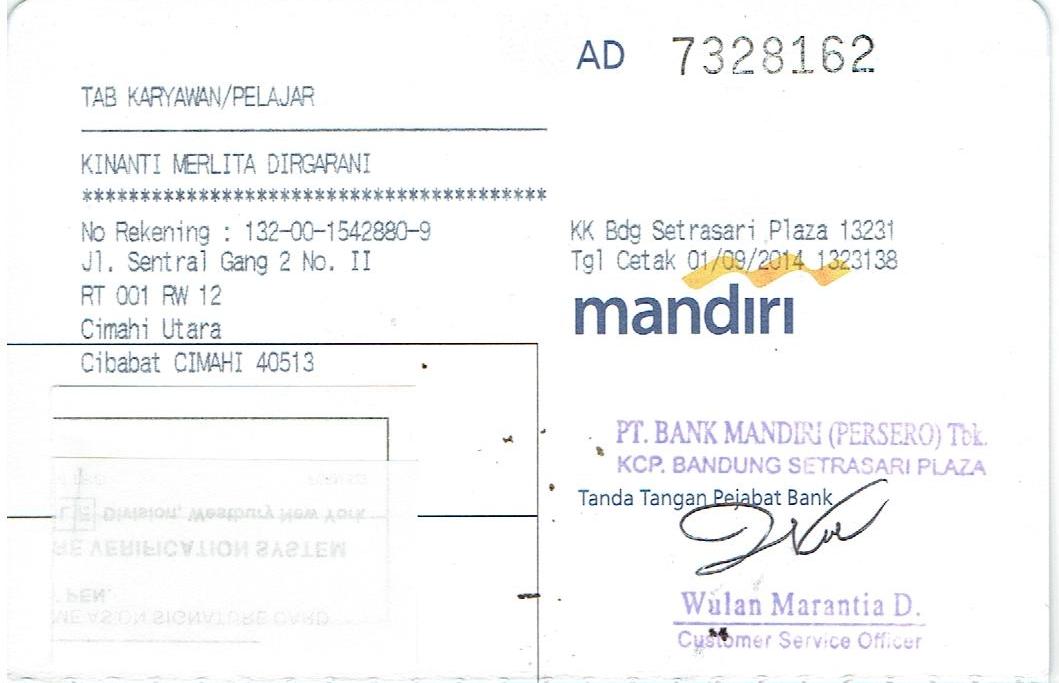 AD 7328162
TAB KARYAWAN/PELAJAR
KINANTI MERLITA DIRGARANI
****************************************
No Rekening : 132-00-1542880-9
Jl. Sentral Gang 2 No. II
RT 001 RW 12
Cimahi Utara
Cibabat CIMAHI 40513
KK Bdg Setrasari Plaza 13231
Tgl Cetak 01/09/2014 1323138
mandiri
PT. BANK MANDIRI (PERSERO) Tbk.
KCP. BANDUNG SETRASARI PLAZA
Tanda Tangan Pejabat Bank
Wulan Marantia D.
Customer Service Officer
Division, Westbury New York
RE VERIFICATION SYSTEM
PEN.
ME AS ON SIGNATURE CARD